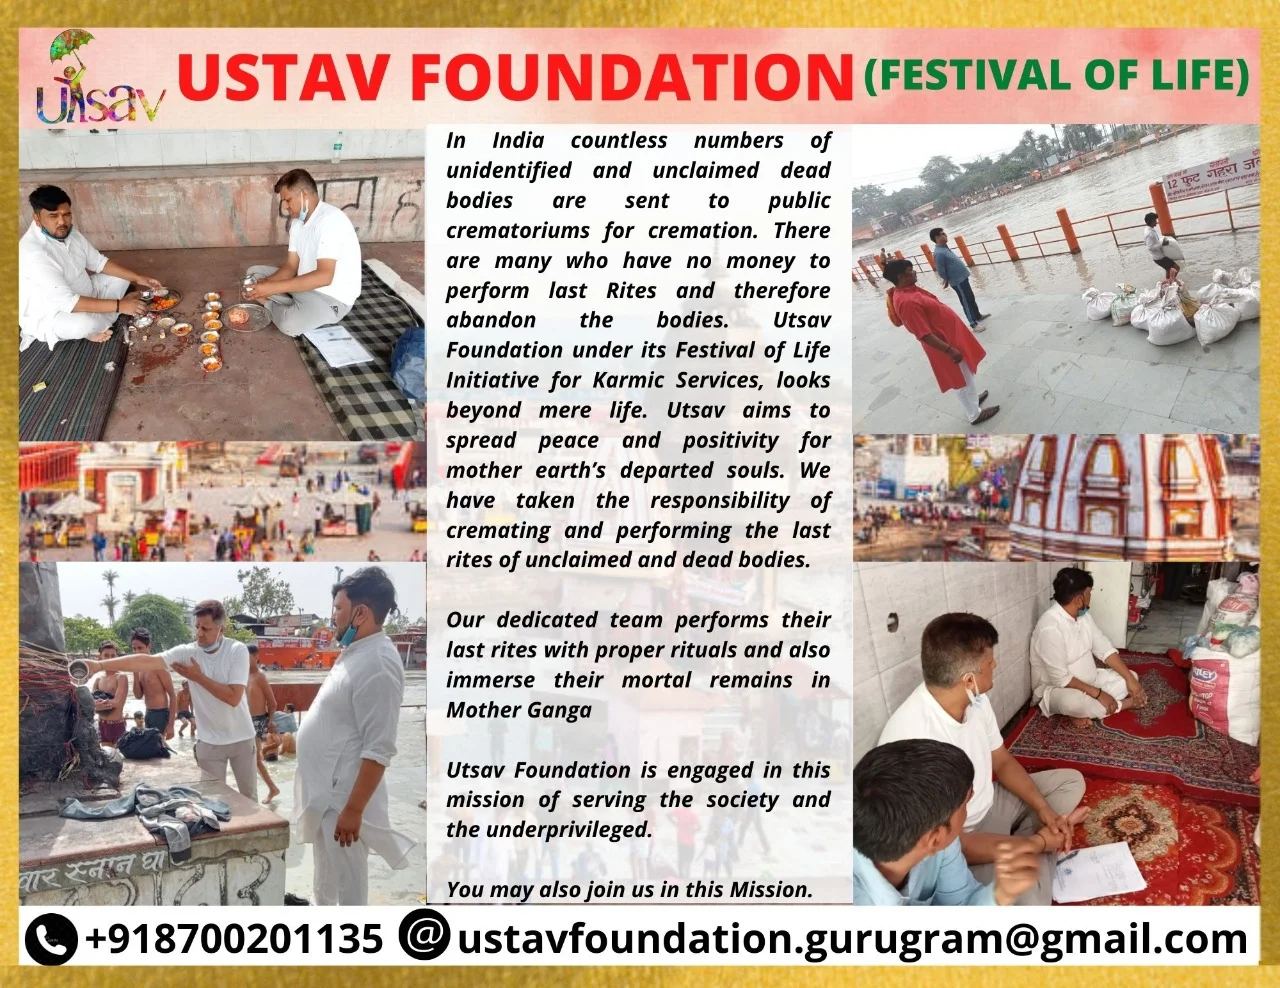 utsav
USTAV FOUNDATION (FESTIVAL OF LIFE)
In India countless numbers of
unidentified and unclaimed dead
bodies are sent to public
crematoriums for cremation. There
are many who have no money to
perform last Rites and therefore
abandon the bodies. Utsav
Foundation under its Festival of Life
Initiative for Karmic Services, looks
beyond mere life. Utsav aims to
spread peace and positivity for
mother earth's departed souls. We
have taken the responsibility of
cremating and performing the last
rites of unclaimed and dead bodies.
Our dedicated team performs their
last rites with proper rituals and also
immerse their mortal remains in
Mother Ganga
Utsav Foundation is engaged in this
mission of serving the society and
the underprivileged.
You may also join us in this Mission.
12 फुट गहरा
वार स्नान घा
+918700201135 @ ustavfoundation.gurugram@gmail.com